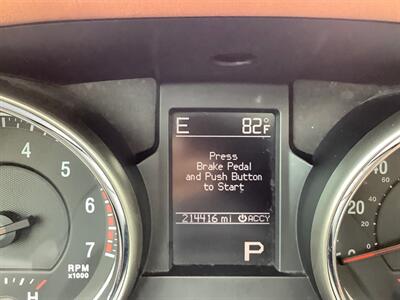 E 82°F
Press
Brake Pedal
and Push Button
to Start
214416 mi ACCY
P
4
5
6
7
RPM
x1000
H
40
20
0